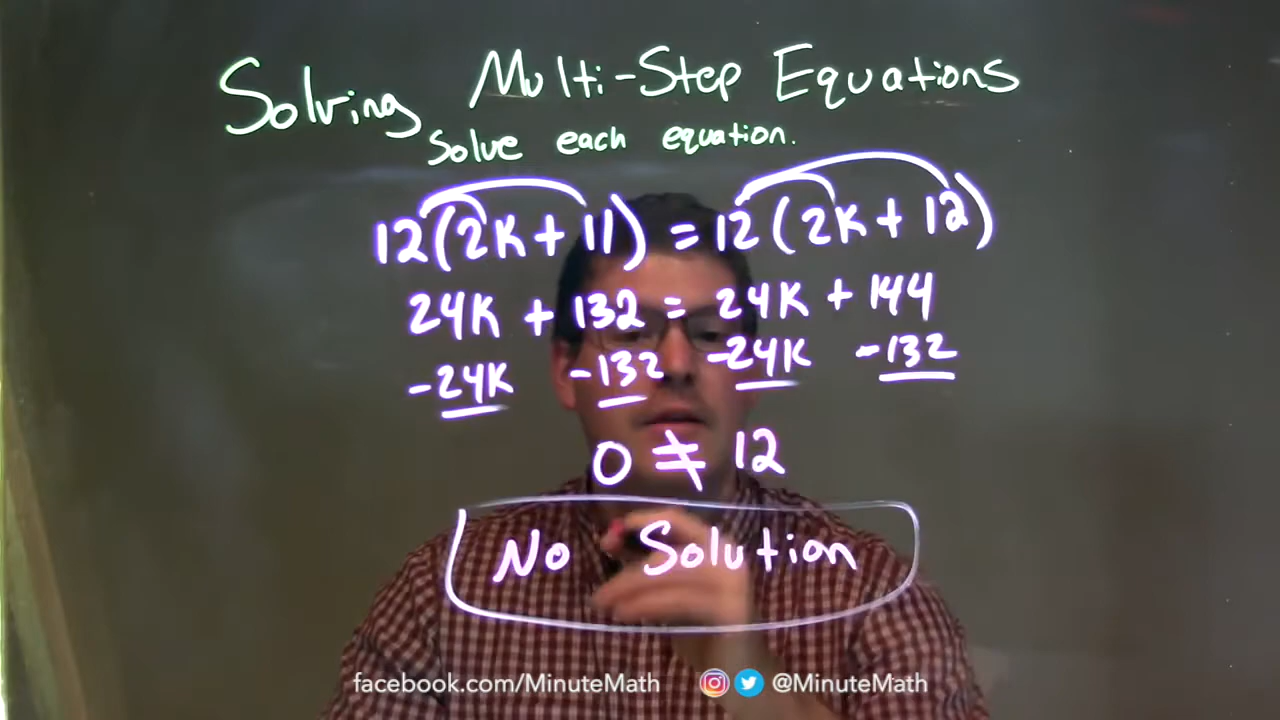 Solving Multi-Step Equations
Solve each equation.
12(2K + 11) = 12(2K + 12)
24K + 132 = 24K + 144
-24K -132 -24K -132
0 ≠ 12
No Solution
facebook.com/MinuteMath @MinuteMath